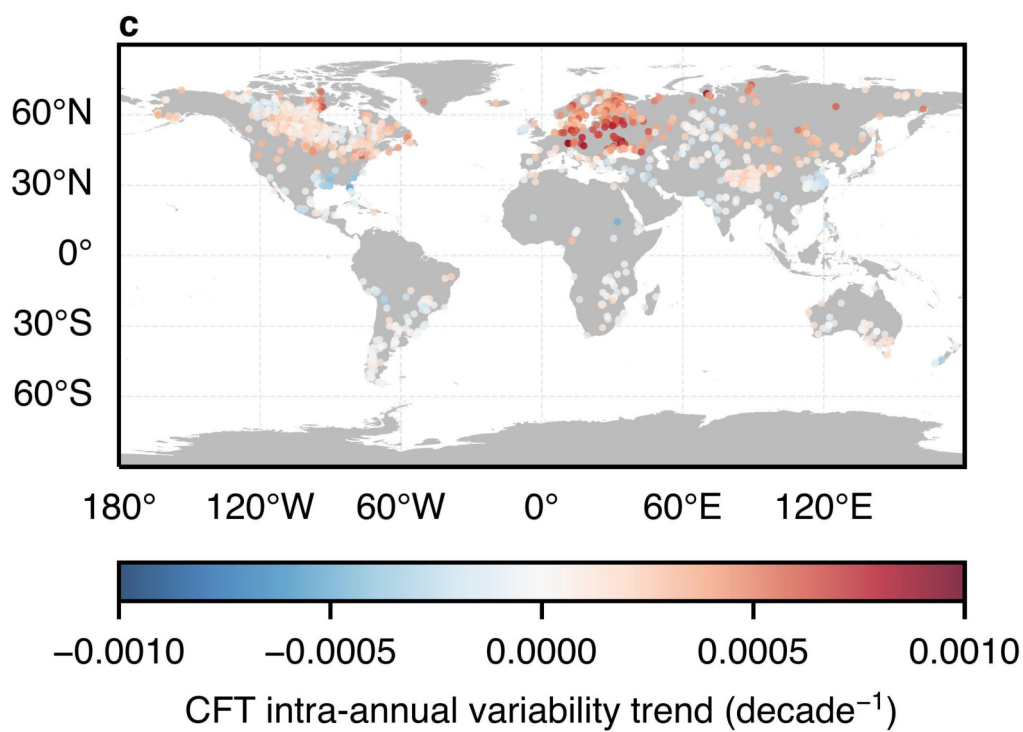 c
60°N
30°N
0°
30°S
60°S
180° 120°W 60°W 0° 60°E 120°E
−0.0010 −0.0005 0.0000 0.0005 0.0010
CFT intra-annual variability trend (decade⁻¹)